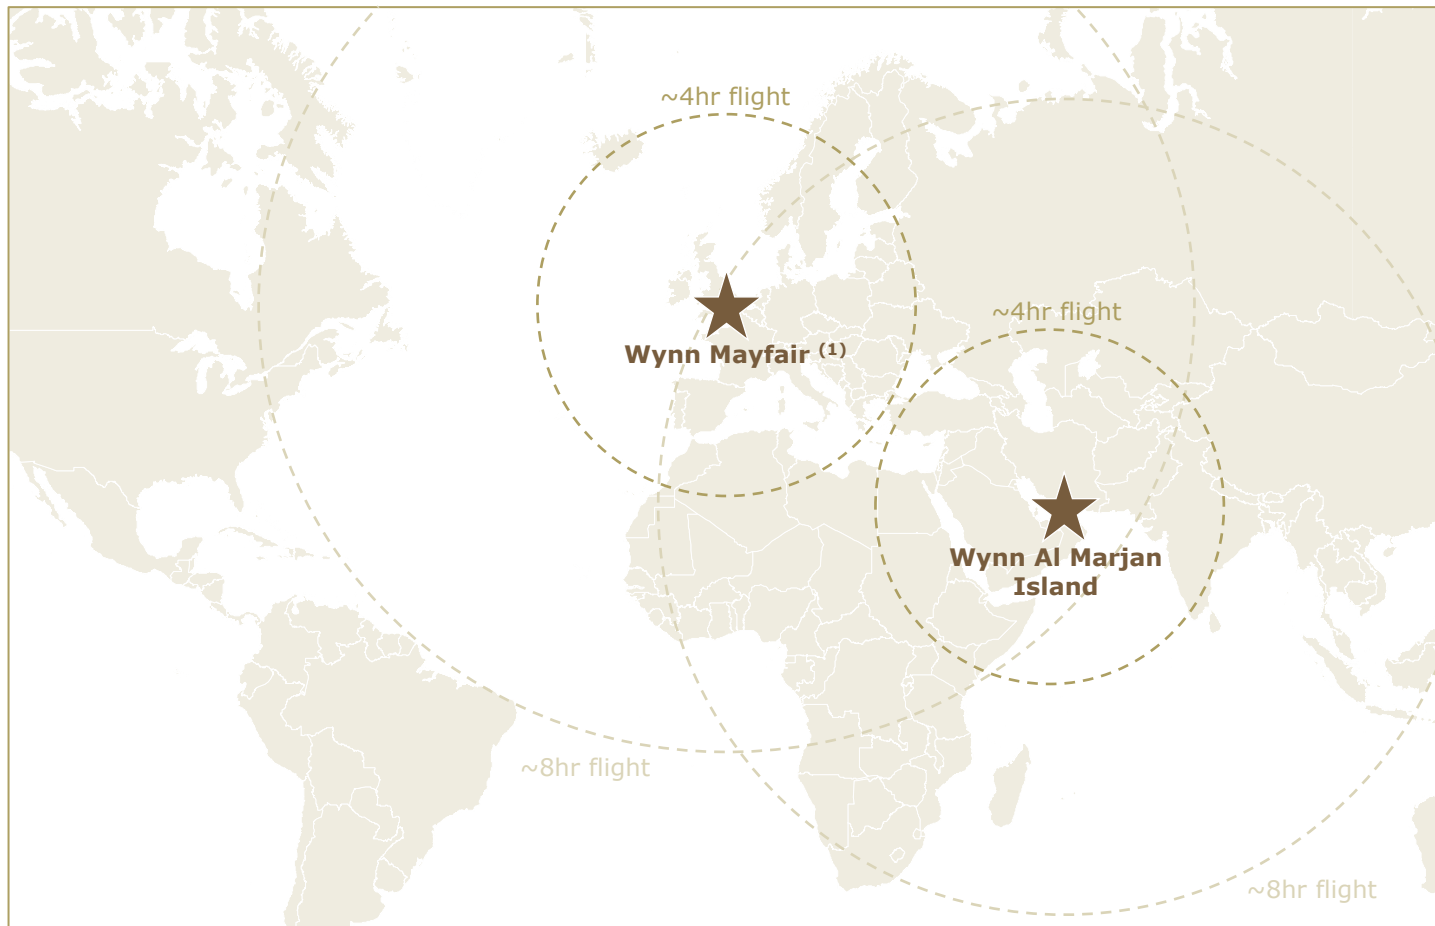 ~4hr flight
~4hr flight
Wynn Mayfair (1)
Wynn Al Marjan
Island
~8hr flight
~8hr flight